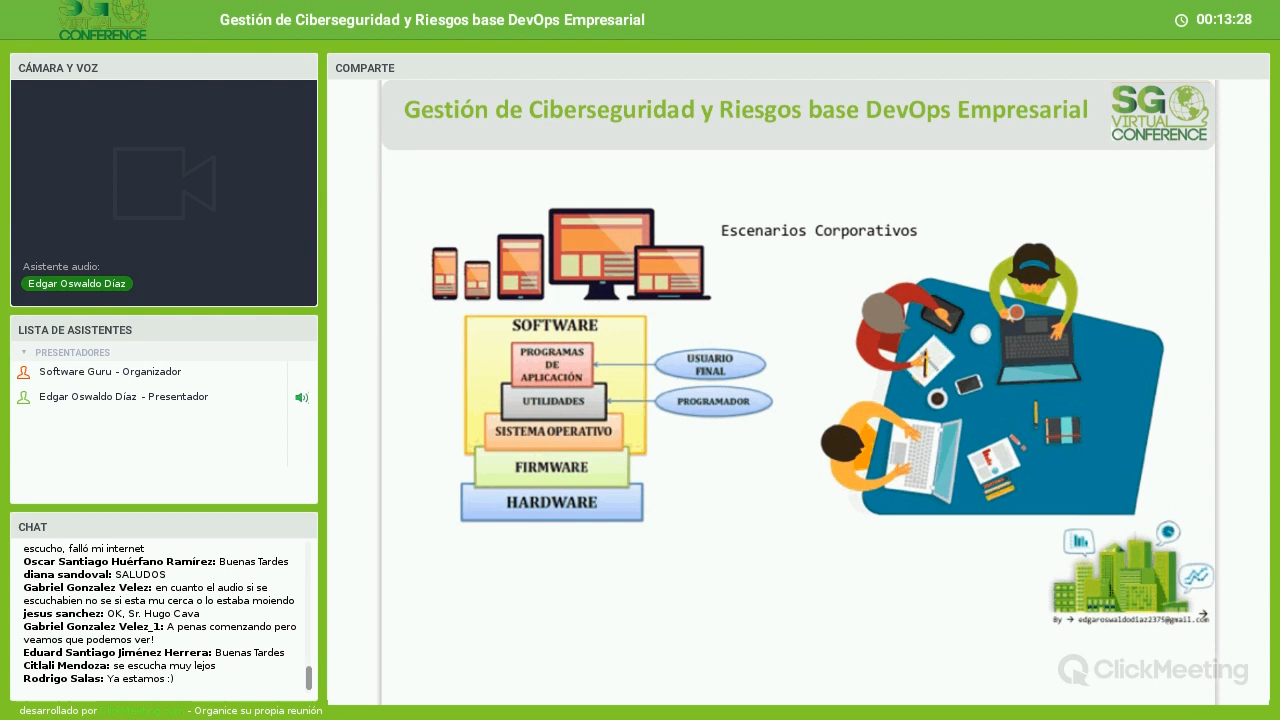 SG
VIRTUAL
CONFERENCE
Gestión de Ciberseguridad y Riesgos base DevOps Empresarial
00:13:28
CÁMARA Y VOZ
Asistente audio:
Edgar Oswaldo Díaz
LISTA DE ASISTENTES
PRESENTADORES
Software Guru - Organizador
Edgar Oswaldo Díaz - Presentador
CHAT
escucho, falló mi internet
Oscar Santiago Huérfano Ramírez: Buenas Tardes
diana sandoval: SALUDOS
Gabriel Gonzalez Velez: en cuanto el audio si se
escuchabien no se si esta mu cerca o lo estaba moiendo
jesus sanchez: OK, Sr. Hugo Cava
Gabriel Gonzalez Velez_1: A penas comenzando pero
veamos que podemos ver!
Eduard Santiago Jiménez Herrera: Buenas Tardes
Citlali Mendoza: se escucha muy lejos
Rodrigo Salas: Ya estamos :)
desarrollado por - Organice su propia reunión
COMPARTE
Gestión de Ciberseguridad y Riesgos base DevOps Empresarial
SG
VIRTUAL
CONFERENCE
Escenarios Corporativos
SOFTWARE
PROGRAMAS
DE
APLICACIÓN
USUARIO
FINAL
UTILIDADES
PROGRAMADOR
SISTEMA OPERATIVO
FIRMWARE
HARDWARE
By → edgaroswaldodiaz2375@gmail.com
ClickMeeting